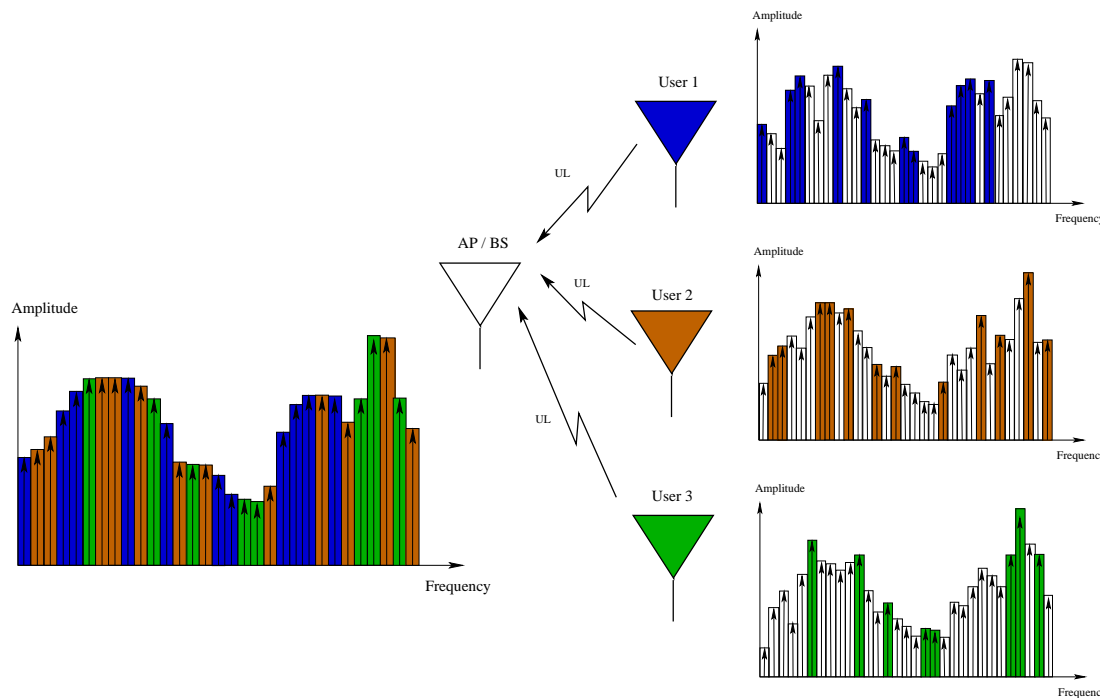 Amplitude
User 1
UL
Frequency
AP / BS
Amplitude
UL
User 2
Amplitude
Frequency
UL
Amplitude
User 3
Frequency
Frequency